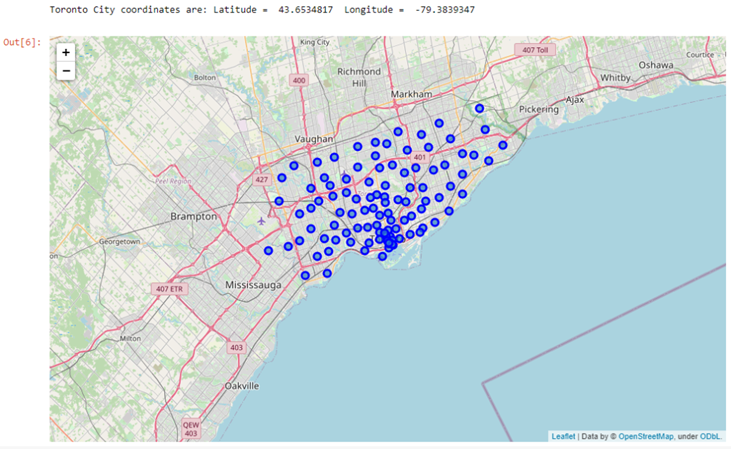 Toronto City coordinates are: Latitude =  43.6534817  Longitude =  -79.3839347
Out[6]:
+
−
King City
407 Toll
Courtice
Oshawa
Bolton
400
Richmond
Hill
Whitby
Markham
Ajax
Pickering
Vaughan
401
427
Peel Region
Brampton
Georgetown
407 ETR
Mississauga
Milton
403
Oakville
QEW
403
Leaflet | Data by © OpenStreetMap, under ODbL.